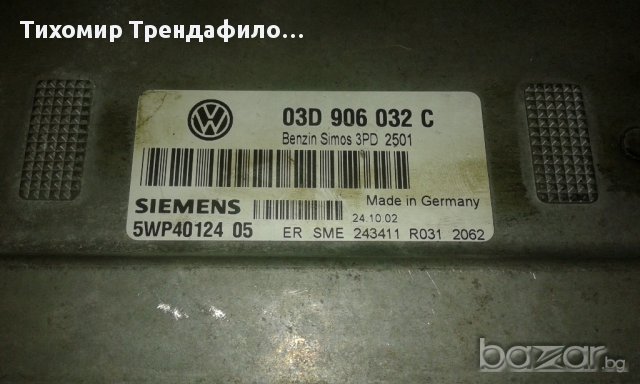 Тихомир Трендафило...
03D 906 032 C
Benzin Simos 3PD 2501
SIEMENS
Made in Germany
24.10.02
5WP40124 05 ER SME 243411 R031 2062
bazar.bg